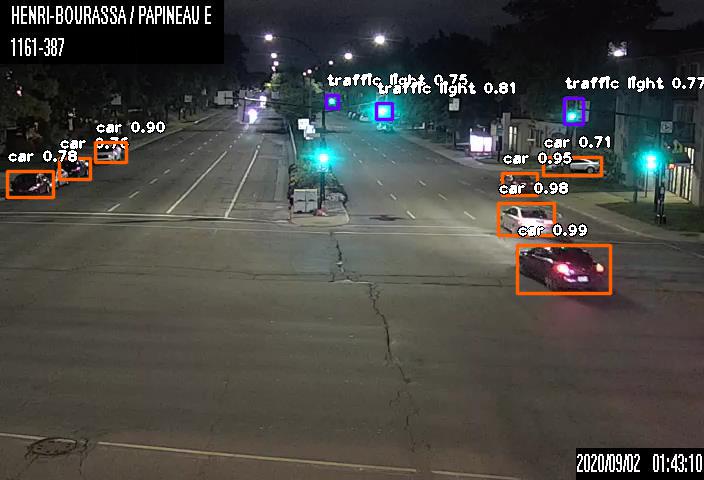 HENRI-BOURASSA / PAPINEAU E
1161-387
traffic light 0.75
traffic light 0.81
traffic light 0.77
car 0.90
car 0.78
car 0.71
car 0.95
car 0.98
car 0.99
2020/09/02 01:43:10